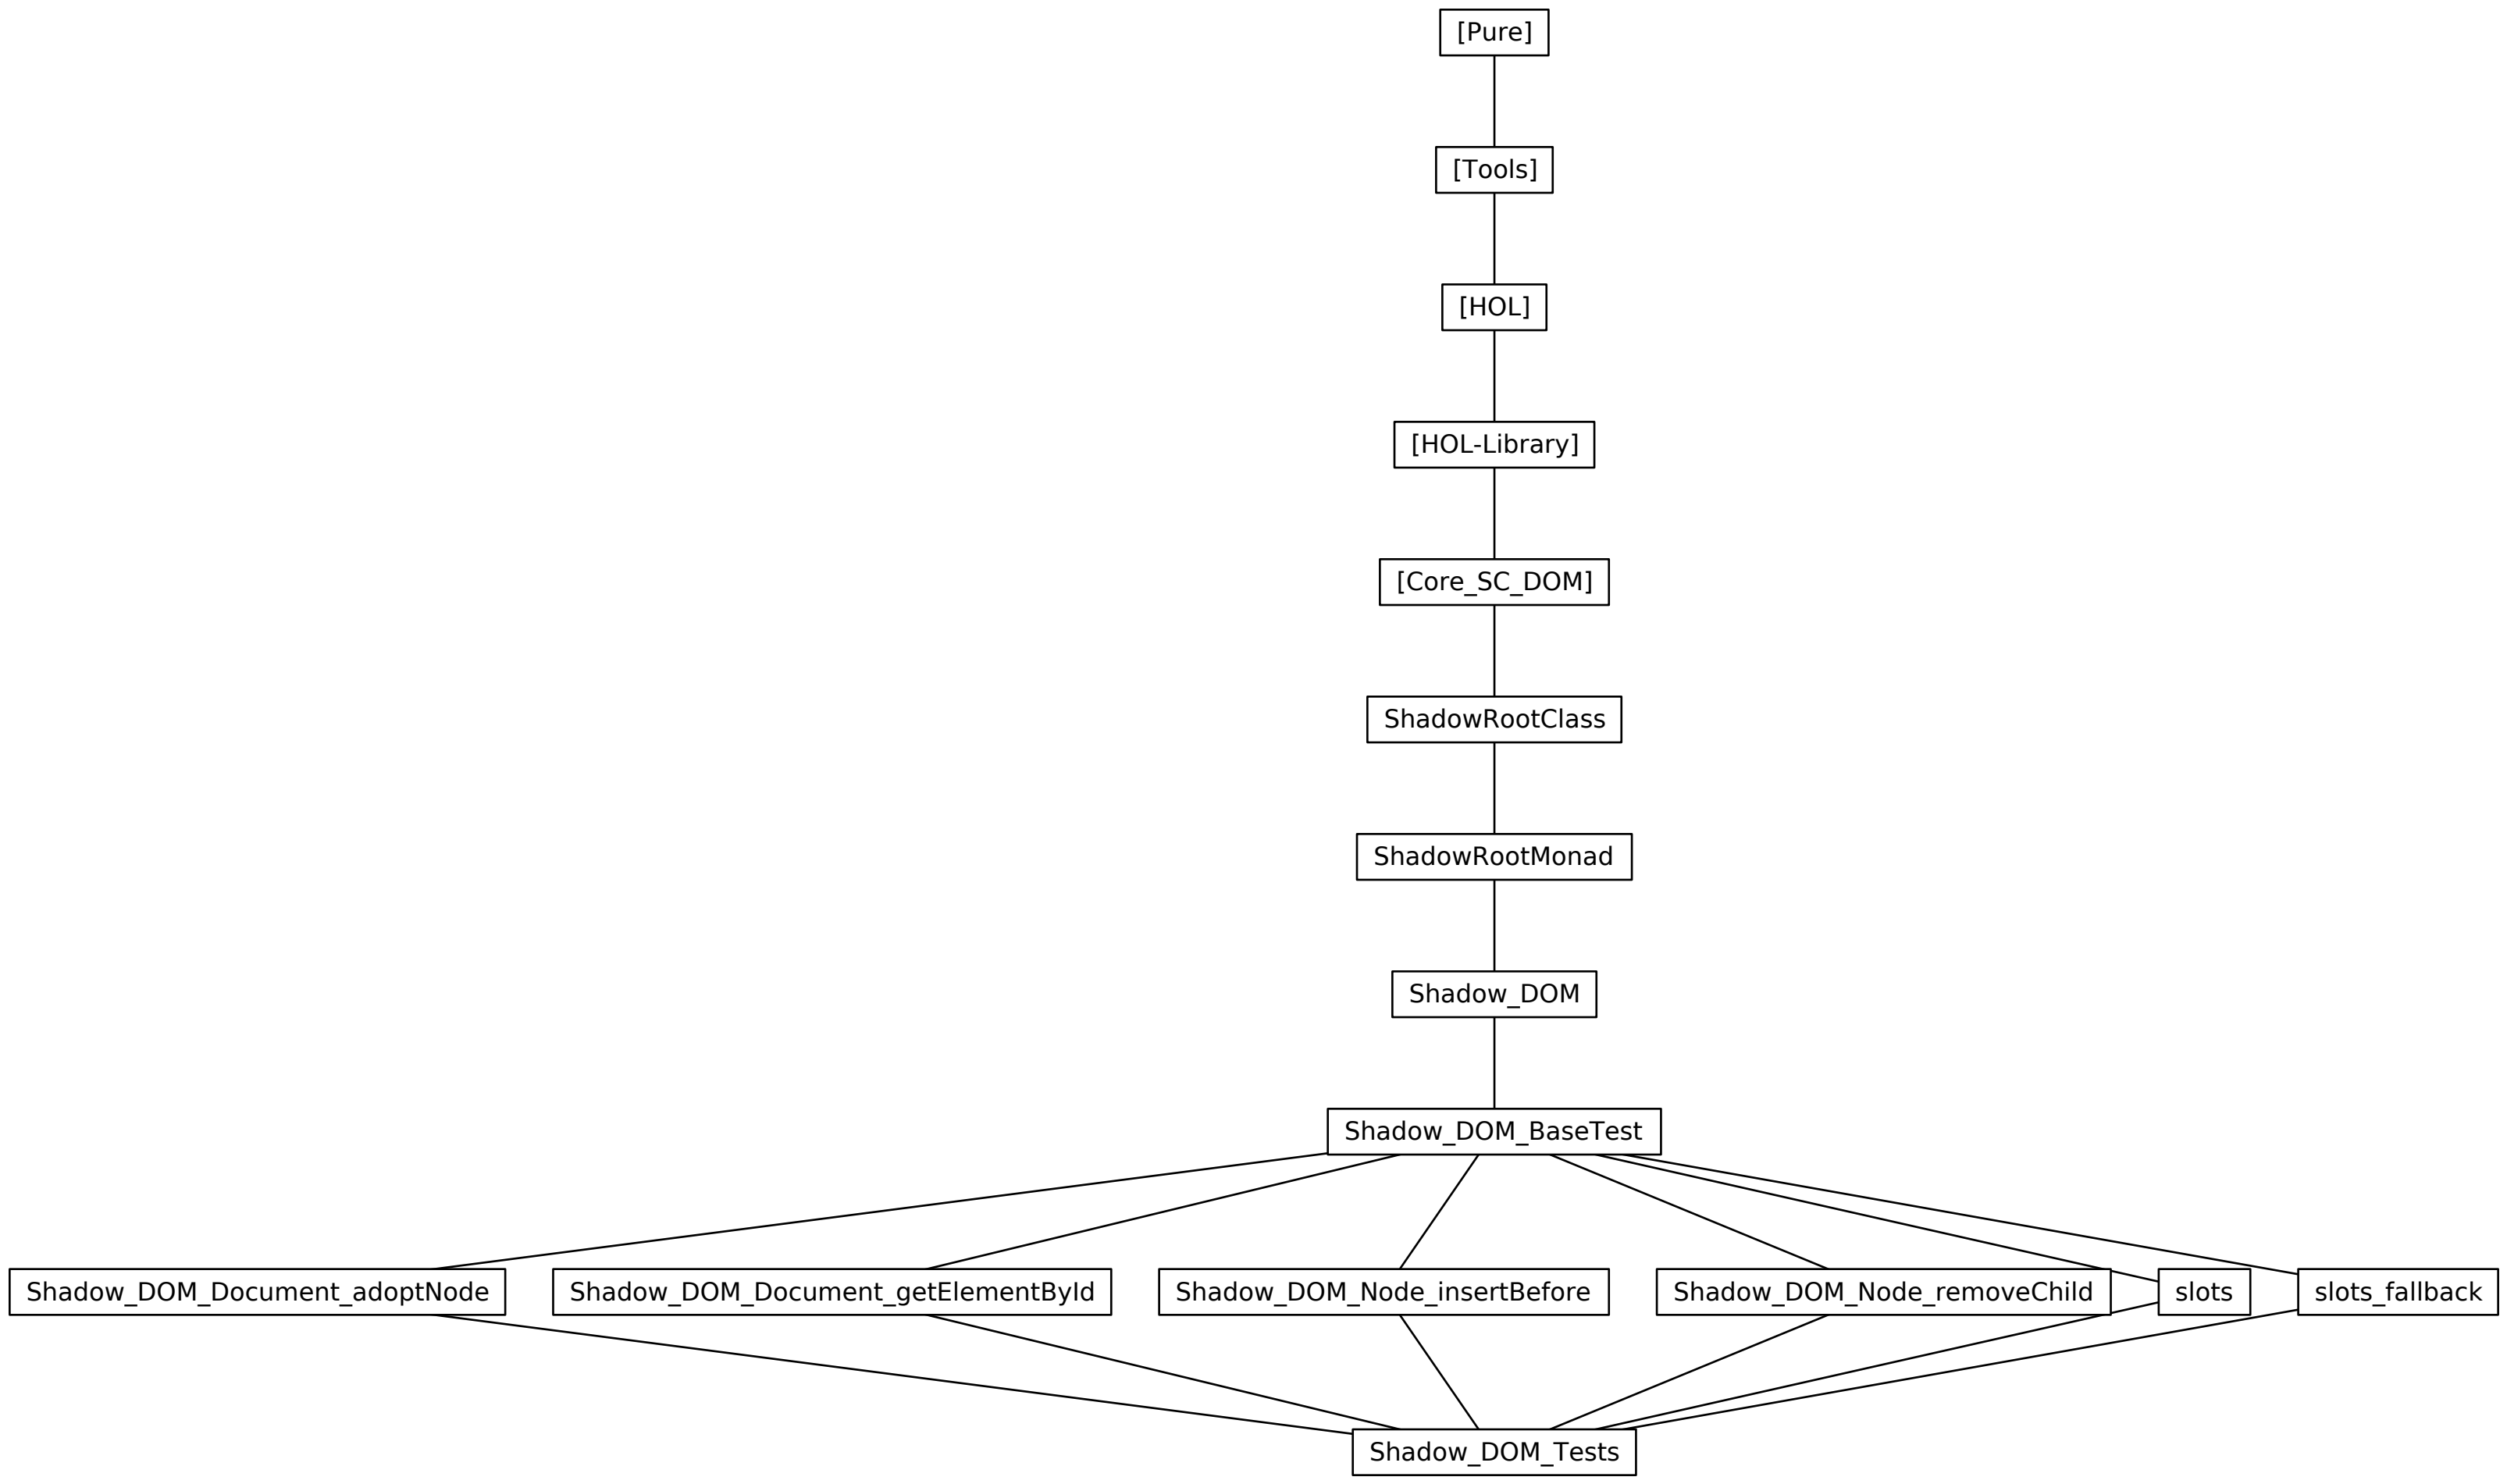 [Pure]
[Tools]
[HOL]
[HOL-Library]
[Core_SC_DOM]
ShadowRootClass
ShadowRootMonad
Shadow_DOM
Shadow_DOM_BaseTest
Shadow_DOM_Document_adoptNode
Shadow_DOM_Document_getElementById
Shadow_DOM_Node_insertBefore
Shadow_DOM_Node_removeChild
slots
slots_fallback
Shadow_DOM_Tests